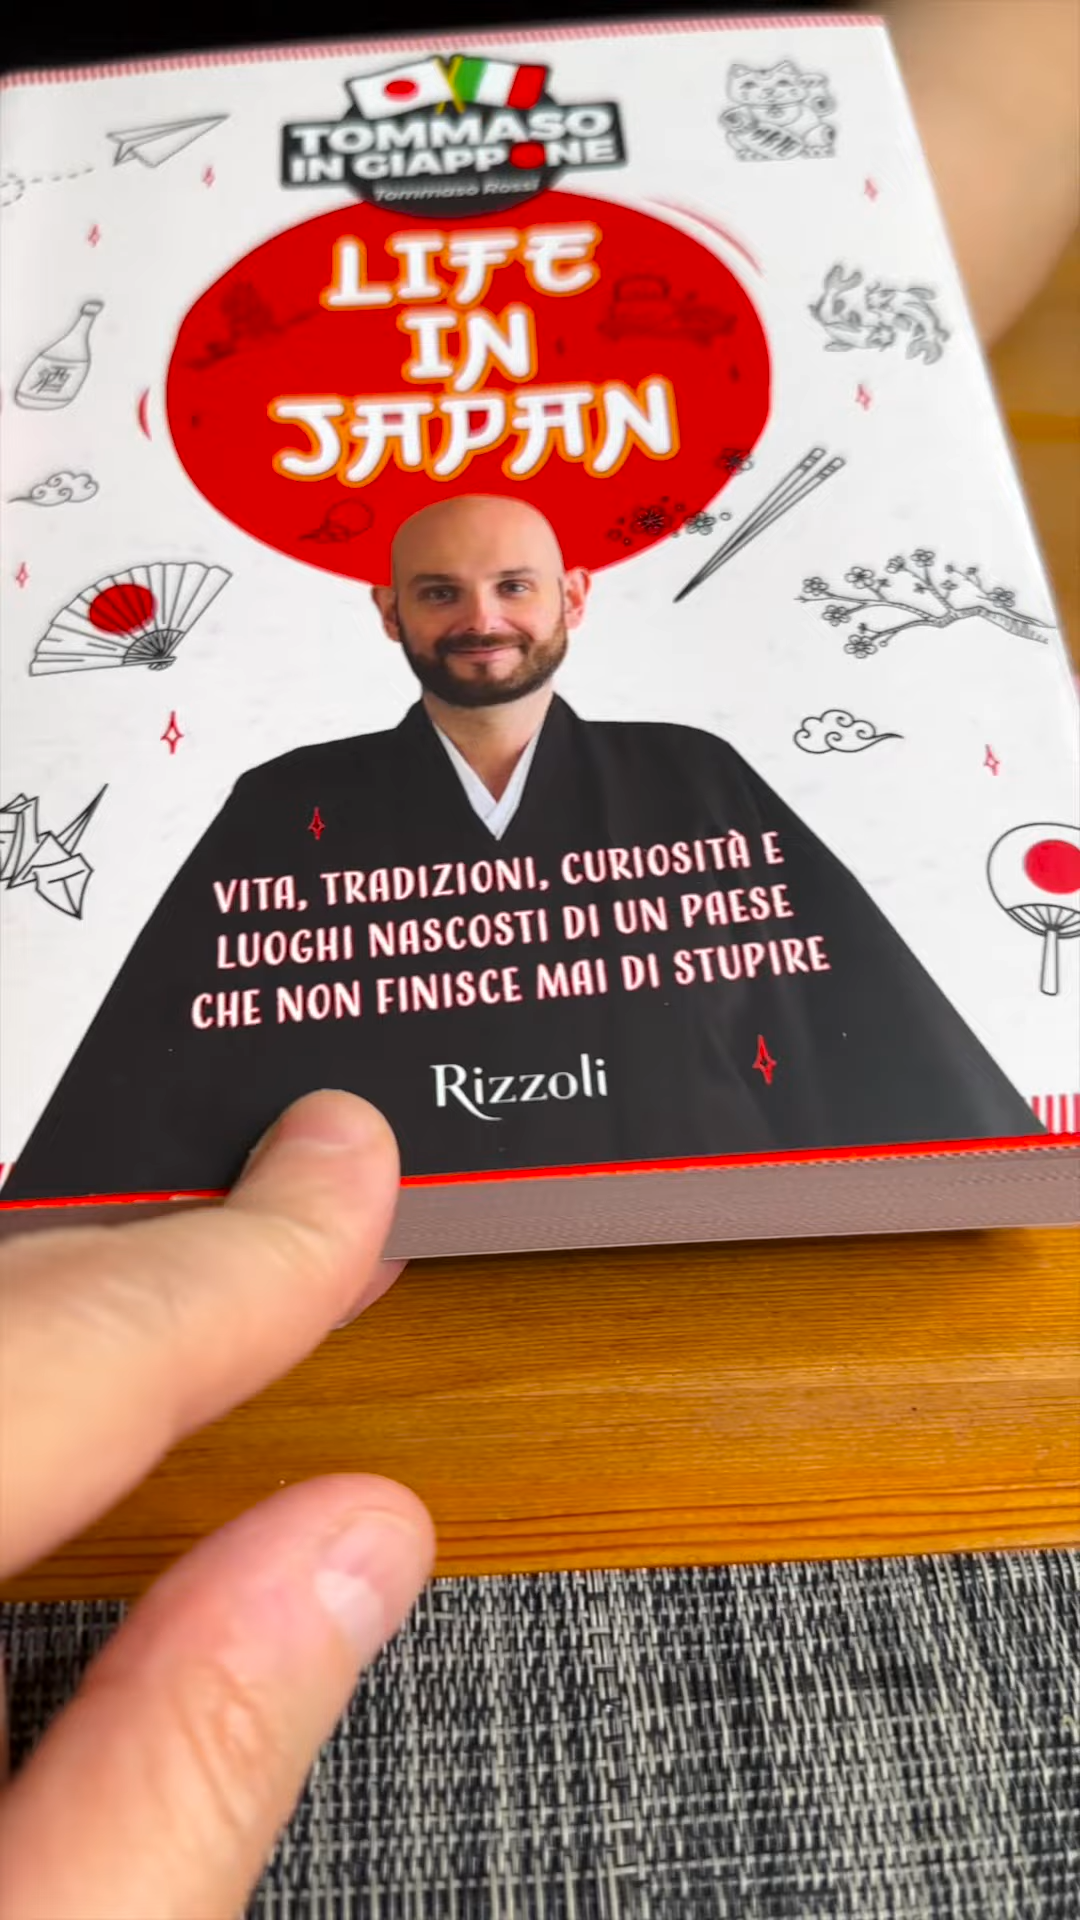 TOMMASO
IN GIAPPONE
Tommaso Rossi
LIFE
IN
JAPAN
酒
VITA, TRADIZIONI, CURIOSITÀ E
LUOGHI NASCOSTI DI UN PAESE
CHE NON FINISCE MAI DI STUPIRE
Rizzoli